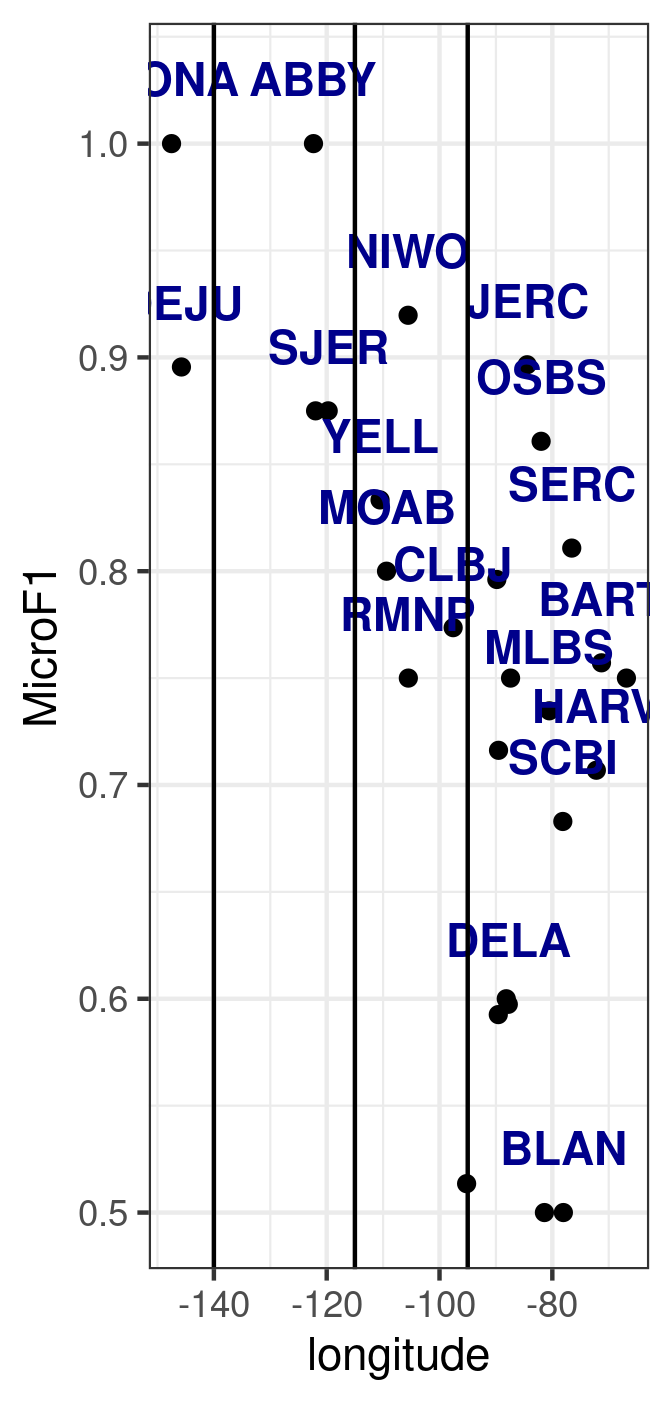 ONA ABBY
1.0
NIWO
JERC
EJU
SJER
0.9
OSBS
YELL
SERC
MOAB
CLBJ
0.8
BART
RMNP
MLBS
HARV
SCBI
0.7
DELA
0.6
BLAN
0.5
MicroF1
-140 -120 -100 -80
longitude